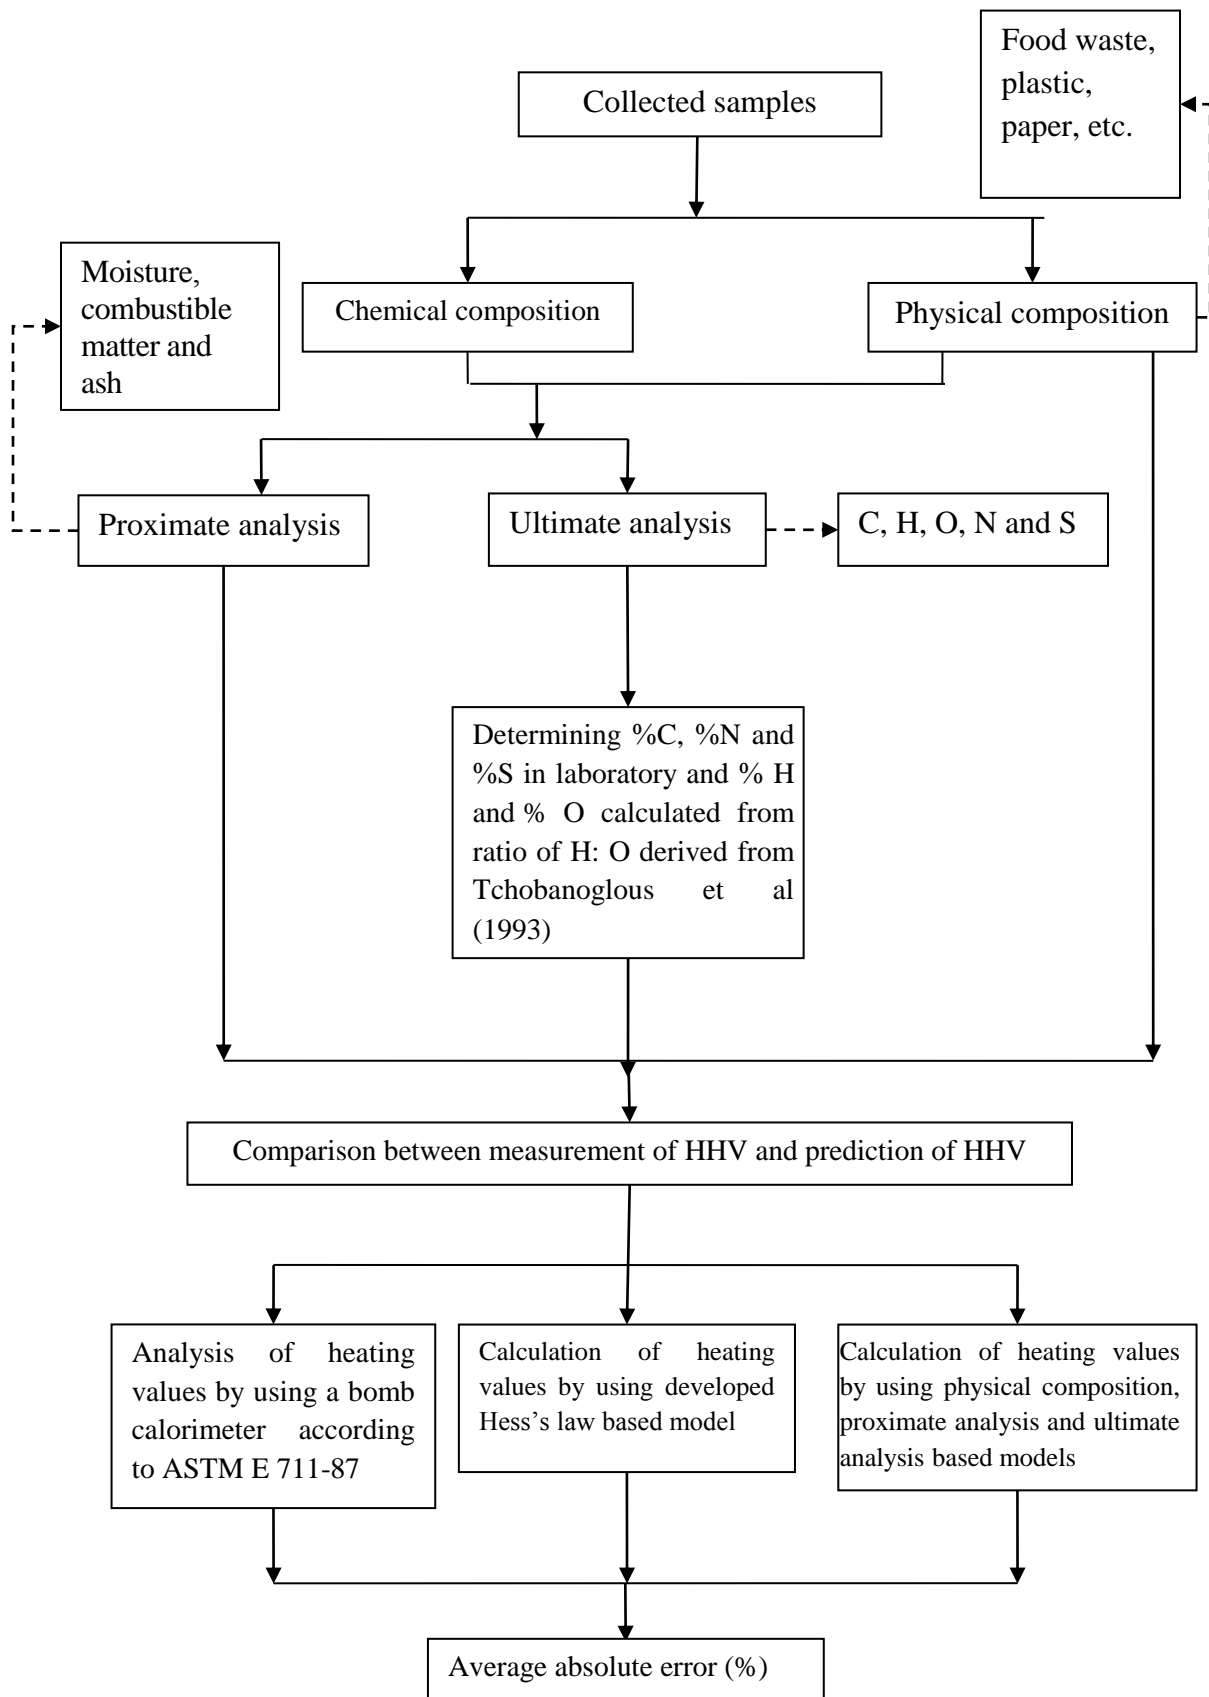 Food waste,
plastic,
paper, etc.
Collected samples
Moisture,
combustible
matter and
ash
Chemical composition
Physical composition
Proximate analysis
Ultimate analysis
C, H, O, N and S
Determining %C, %N and
%S in laboratory and % H
and % O calculated from
ratio of H: O derived from
Tchobanoglous et al
(1993)
Comparison between measurement of HHV and prediction of HHV
Analysis of heating
values by using a bomb
calorimeter according
to ASTM E 711-87
Calculation of heating
values by using developed
Hess’s law based model
Calculation of heating values
by using physical composition,
proximate analysis and ultimate
analysis based models
Average absolute error (%)